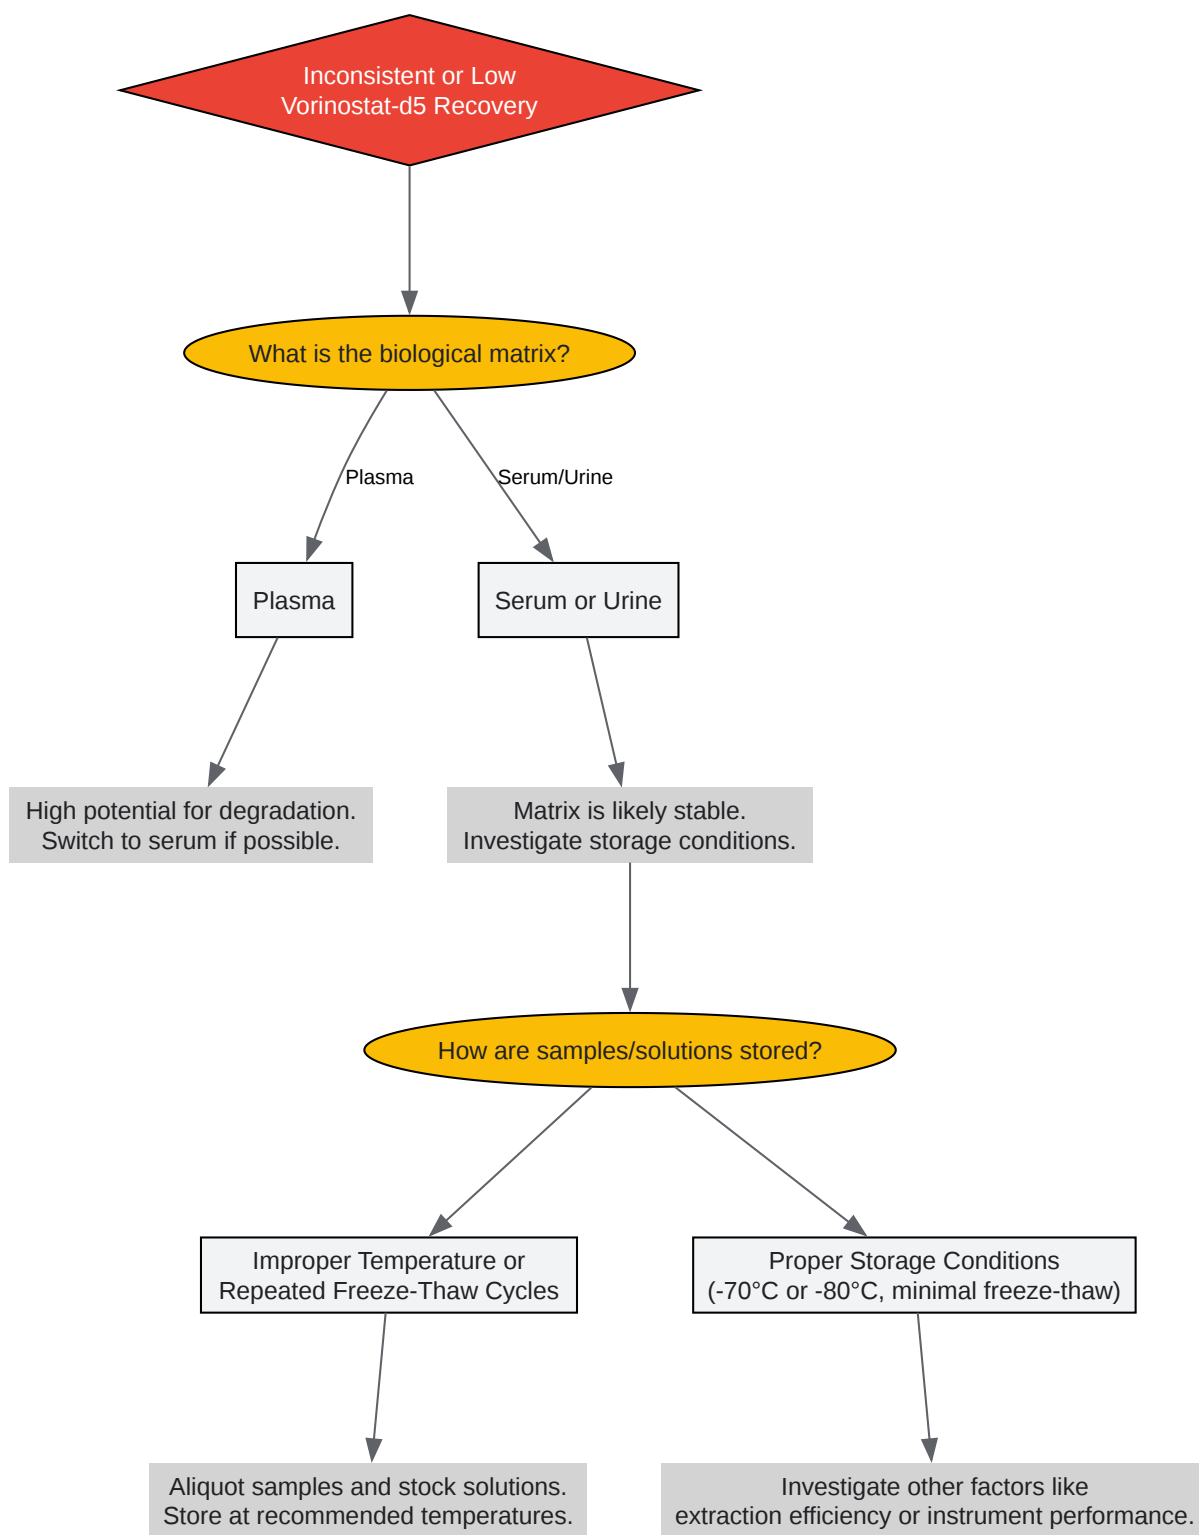 Inconsistent or Low
Vorinostat-d5 Recovery
What is the biological matrix?
Plasma
Serum/Urine
Plasma
Serum or Urine
High potential for degradation.
Switch to serum if possible.
Matrix is likely stable.
Investigate storage conditions.
How are samples/solutions stored?
Improper Temperature or
Repeated Freeze-Thaw Cycles
Proper Storage Conditions
(-70°C or -80°C, minimal freeze-thaw)
Aliquot samples and stock solutions.
Store at recommended temperatures.
Investigate other factors like
extraction efficiency or instrument performance.